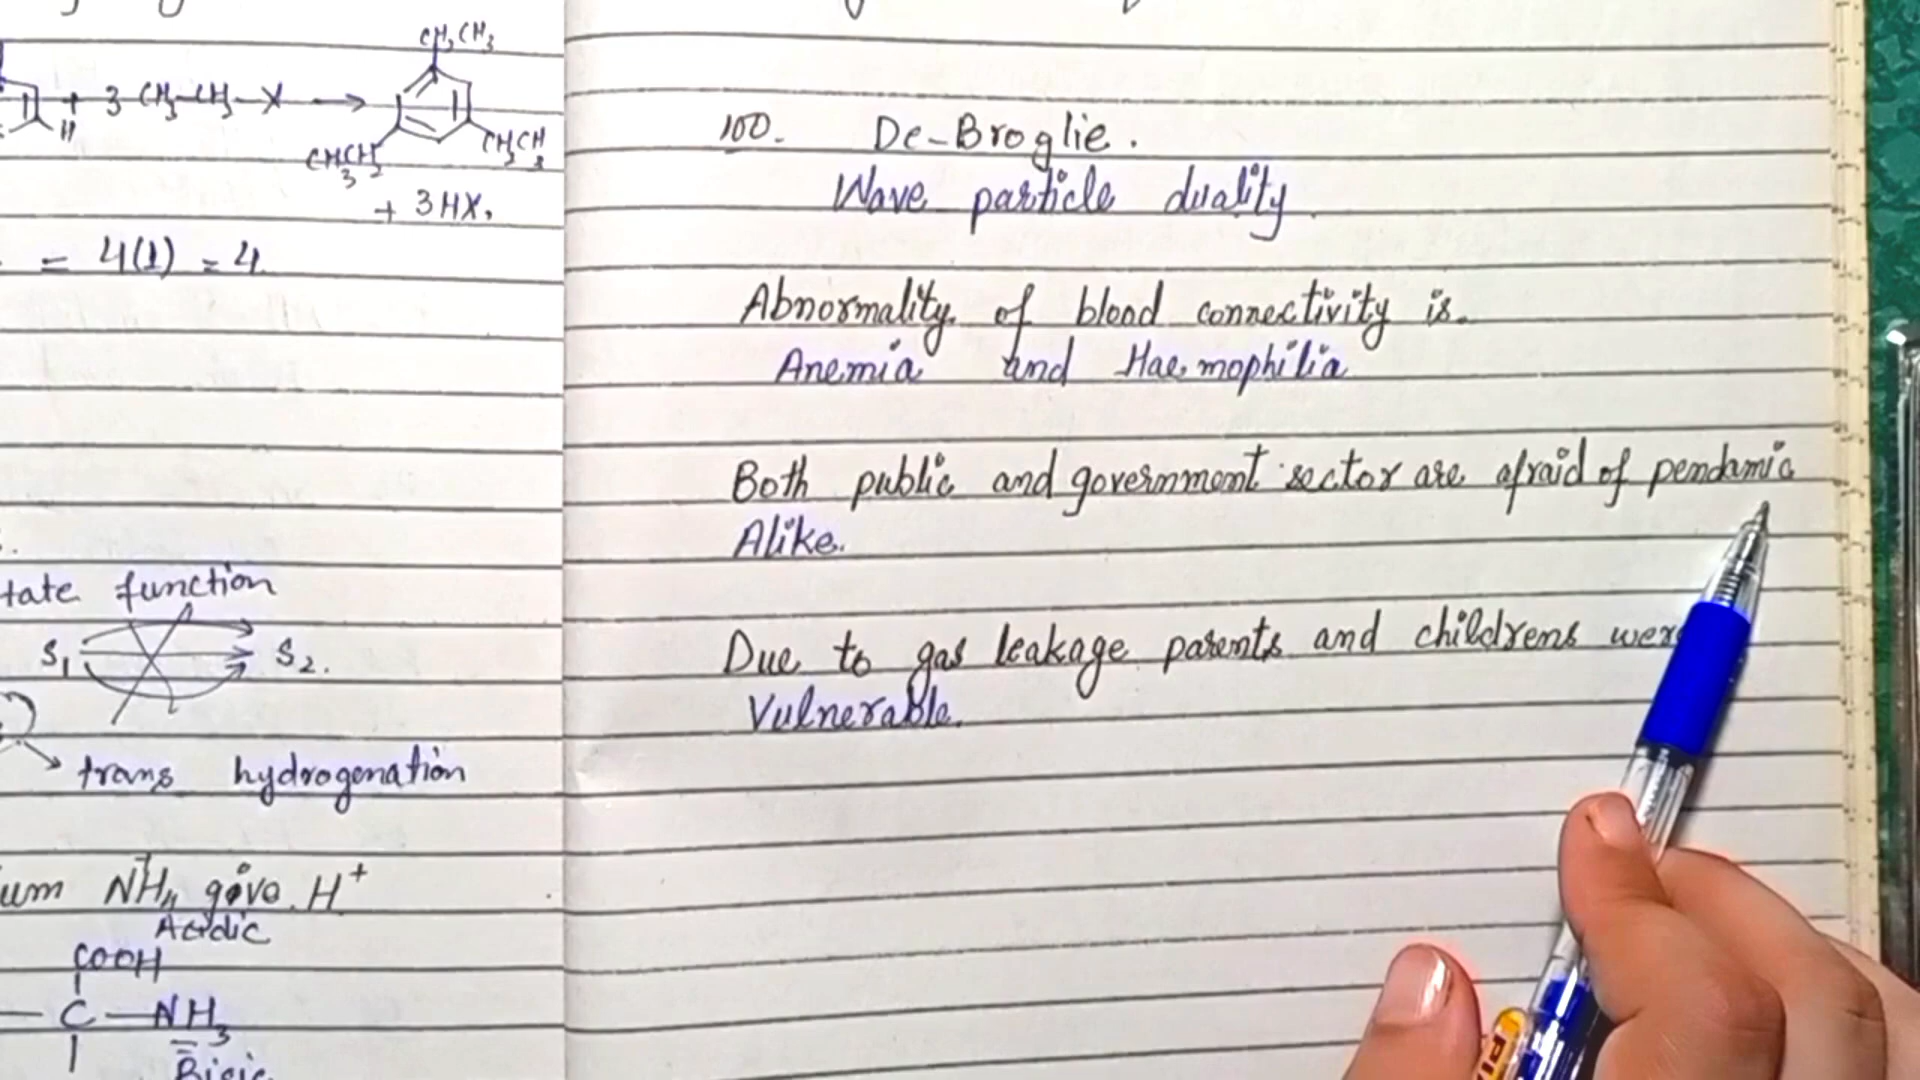 CH2CH3
+ 3 CH3-CH2-X →
H
CH3CH2
CH2CH3
+ 3HX,
= 4(1) = 4
tate function
S1
S2.
trans hydrogenation
um NH4 give H+
Acidic
COOH
C — NH3
100. De-Broglie.
Wave particle duality.
Abnormality of blood connectivity is.
Anemia and Haemophilia
Both public and government sector are afraid of pendamic
Alike.
Due to gas leakage parents and childrens were
Vulnerable.